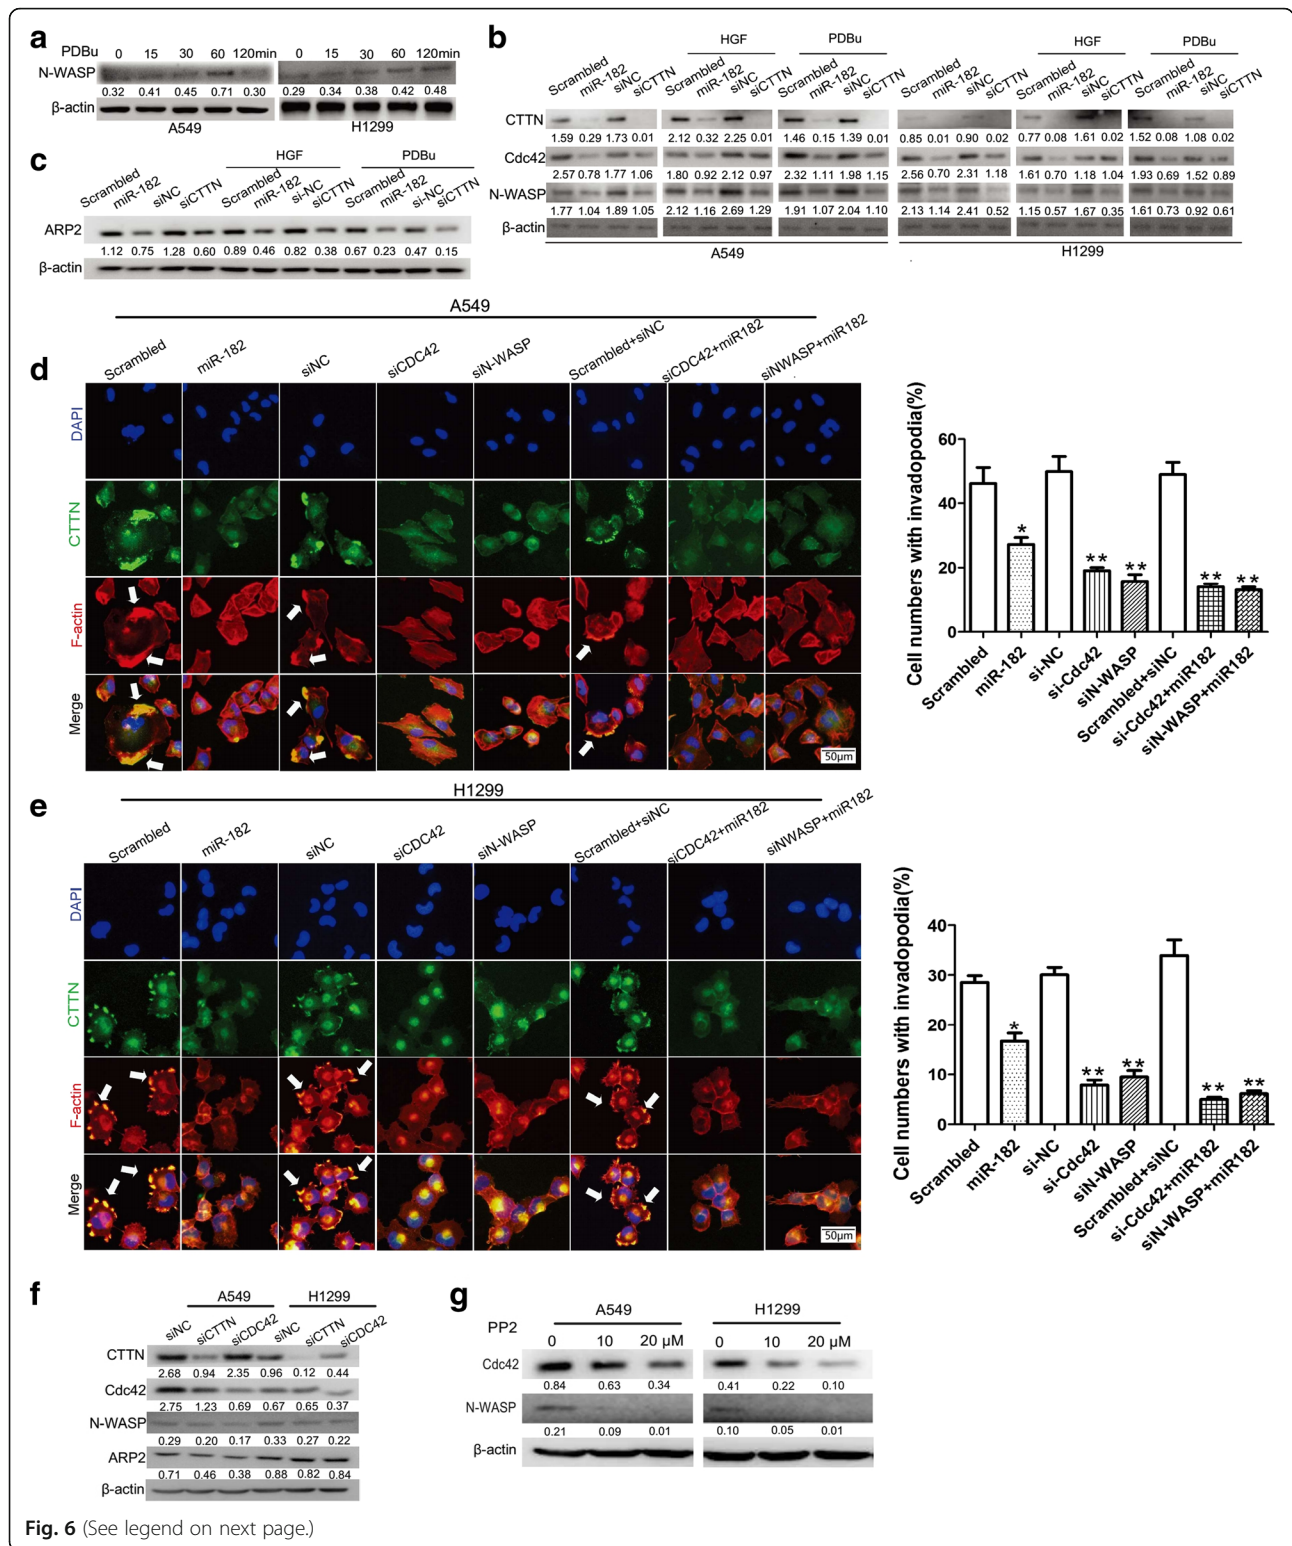 a
PDBu 0 15 30 60 120min 0 15 30 60 120min
N-WASP
0.32 0.41 0.45 0.71 0.30 0.29 0.34 0.38 0.42 0.48
β-actin
A549 H1299
b
HGF PDBu HGF PDBu
Scrambled miR-182 siNC siCTTN Scrambled miR-182 siNC siCTTN Scrambled miR-182 siNC siCTTN Scrambled miR-182 siNC siCTTN Scrambled miR-182 siNC siCTTN Scrambled miR-182 siNC siCTTN
CTTN
1.59 0.29 1.73 0.01 2.12 0.32 2.25 0.01 1.46 0.15 1.39 0.01 0.85 0.01 0.90 0.02 0.77 0.08 1.61 0.02 1.52 0.08 1.08 0.02
Cdc42
2.57 0.78 1.77 1.06 1.80 0.92 2.12 0.97 2.32 1.11 1.98 1.15 2.56 0.70 2.31 1.18 1.61 0.70 1.18 1.04 1.93 0.69 1.52 0.89
N-WASP
1.77 1.04 1.89 1.05 2.12 1.16 2.69 1.29 1.91 1.07 2.04 1.10 2.13 1.14 2.41 0.52 1.15 0.57 1.67 0.35 1.61 0.73 0.92 0.61
β-actin
A549 H1299
c
HGF PDBu
Scrambled miR-182 siNC siCTTN Scrambled miR-182 si-NC siCTTN Scrambled miR-182 si-NC siCTTN
ARP2
1.12 0.75 1.28 0.60 0.89 0.46 0.82 0.38 0.67 0.23 0.47 0.15
β-actin
d
A549
Scrambled miR-182 siNC siCDC42 siN-WASP Scrambled+siNC siCDC42+miR182 siNWASP+miR182
DAPI
CTTN
F-actin
Merge
50μm
Cell numbers with invadopodia(%)
60
40
20
0
* ** ** ** **
Scrambled miR-182 si-NC si-Cdc42 siN-WASP Scrambled+siNC si-Cdc42+miR182 siN-WASP+miR182
e
H1299
Scrambled miR-182 siNC siCDC42 siN-WASP Scrambled+siNC siCDC42+miR182 siNWASP+miR182
DAPI
CTTN
F-actin
Merge
50μm
Cell numbers with invadopodia(%)
40
30
20
10
0
* ** ** ** **
Scrambled miR-182 si-NC si-Cdc42 siN-WASP Scrambled+siNC si-Cdc42+miR182 siN-WASP+miR182
f
A549 H1299
siNC siCTTN siCDC42 siNC siCTTN siCDC42
CTTN
2.68 0.94 2.35 0.96 0.12 0.44
Cdc42
2.75 1.23 0.69 0.67 0.65 0.37
N-WASP
0.29 0.20 0.17 0.33 0.27 0.22
ARP2
0.71 0.46 0.38 0.88 0.82 0.84
β-actin
g
A549 H1299
PP2 0 10 20 μM 0 10 20 μM
Cdc42
0.84 0.63 0.34 0.41 0.22 0.10
N-WASP
0.21 0.09 0.01 0.10 0.05 0.01
β-actin
Fig. 6 (See legend on next page.)